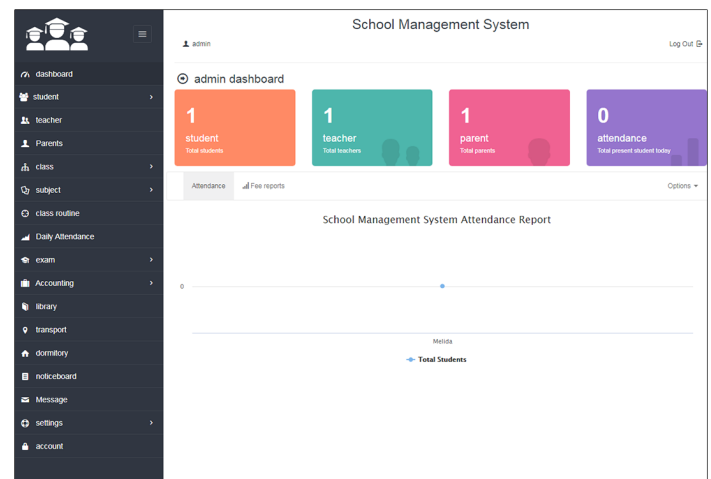 School Management System
admin
Log Out
dashboard
student
teacher
Parents
class
subject
class routine
Daily Attendance
exam
Accounting
library
transport
dormitory
noticeboard
Message
settings
account
admin dashboard
1
student
Total students
1
teacher
Total teachers
1
parent
Total parents
0
attendance
Total present student today
Attendance
Fee reports
Options
School Management System Attendance Report
0
Melida
Total Students